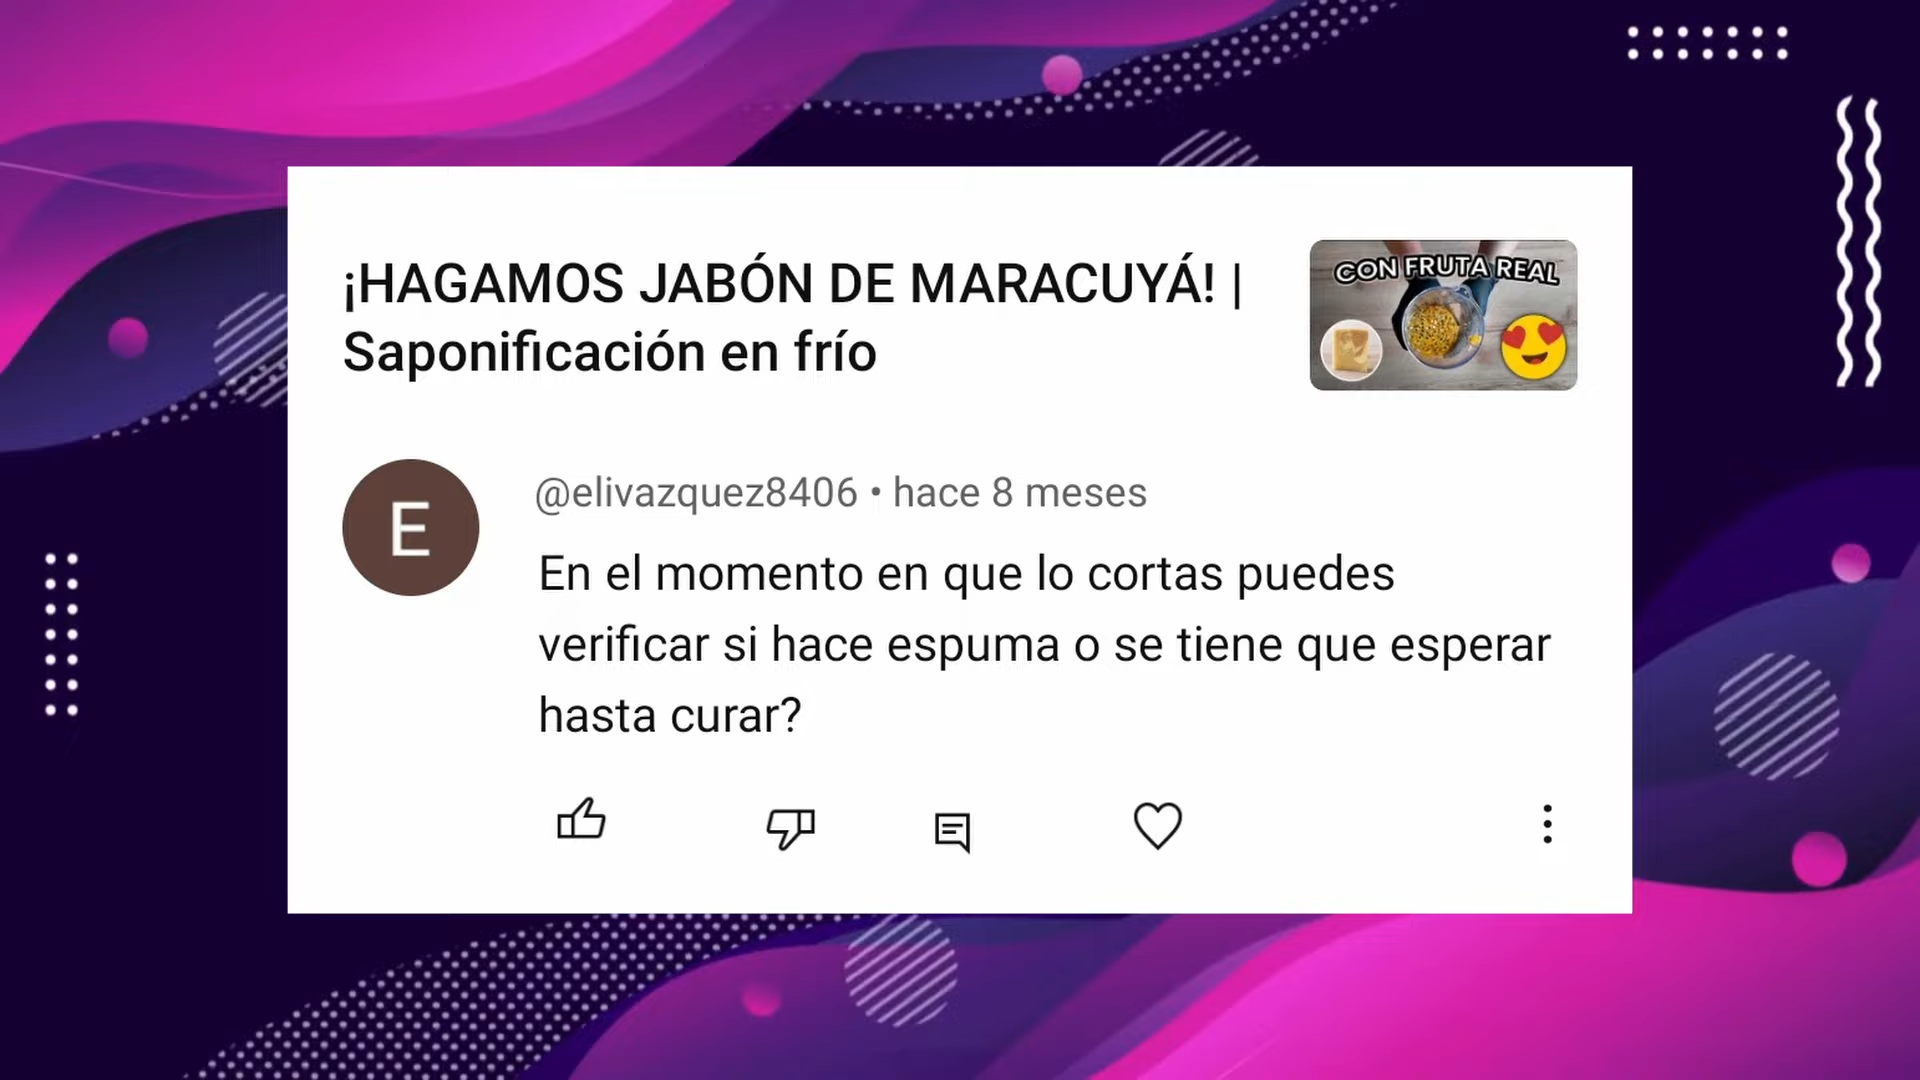 ¡HAGAMOS JABÓN DE MARACUYÁ! |
Saponificación en frío
CON FRUTA REAL
E
@elivazquez8406 • hace 8 meses
En el momento en que lo cortas puedes
verificar si hace espuma o se tiene que esperar
hasta curar?